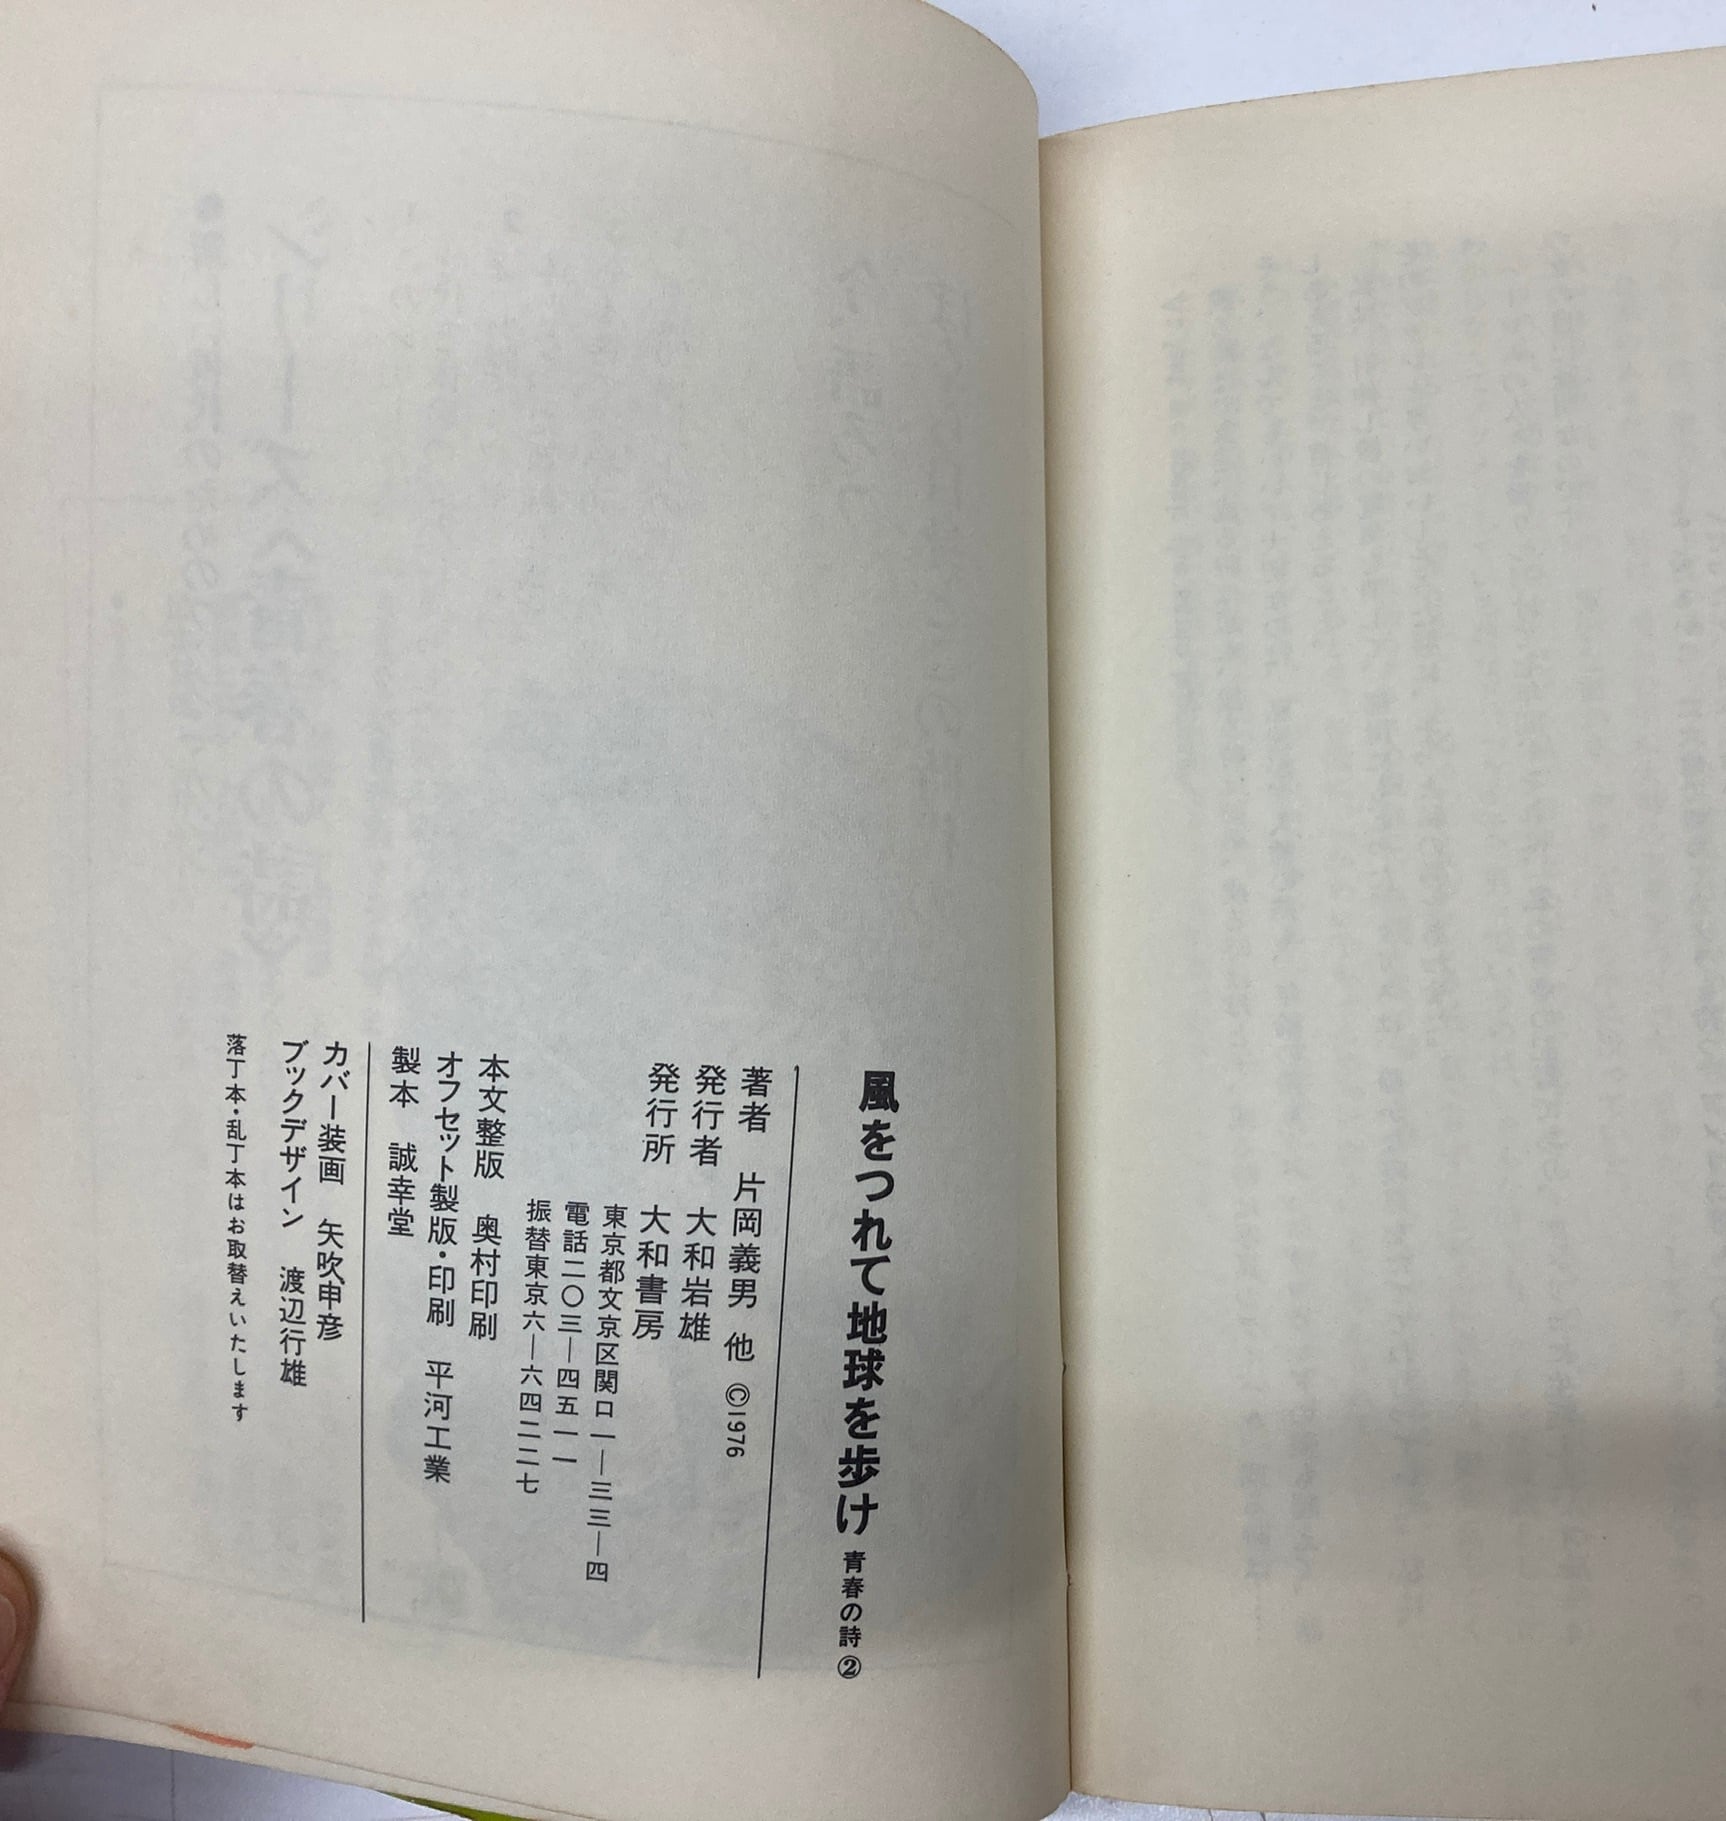 風をつれて地球を歩け 青春の詩②
著者 片岡義男 他 ©1976
発行者 大和岩雄
発行所 大和書房
東京都文京区関口一―三三―四
電話二〇三―四五一一
振替東京六―六四二二七
本文整版 奥村印刷
オフセット製版・印刷 平河工業
製本 誠幸堂
カバー装画 矢吹申彦
ブックデザイン 渡辺行雄
落丁本・乱丁本はお取替えいたします